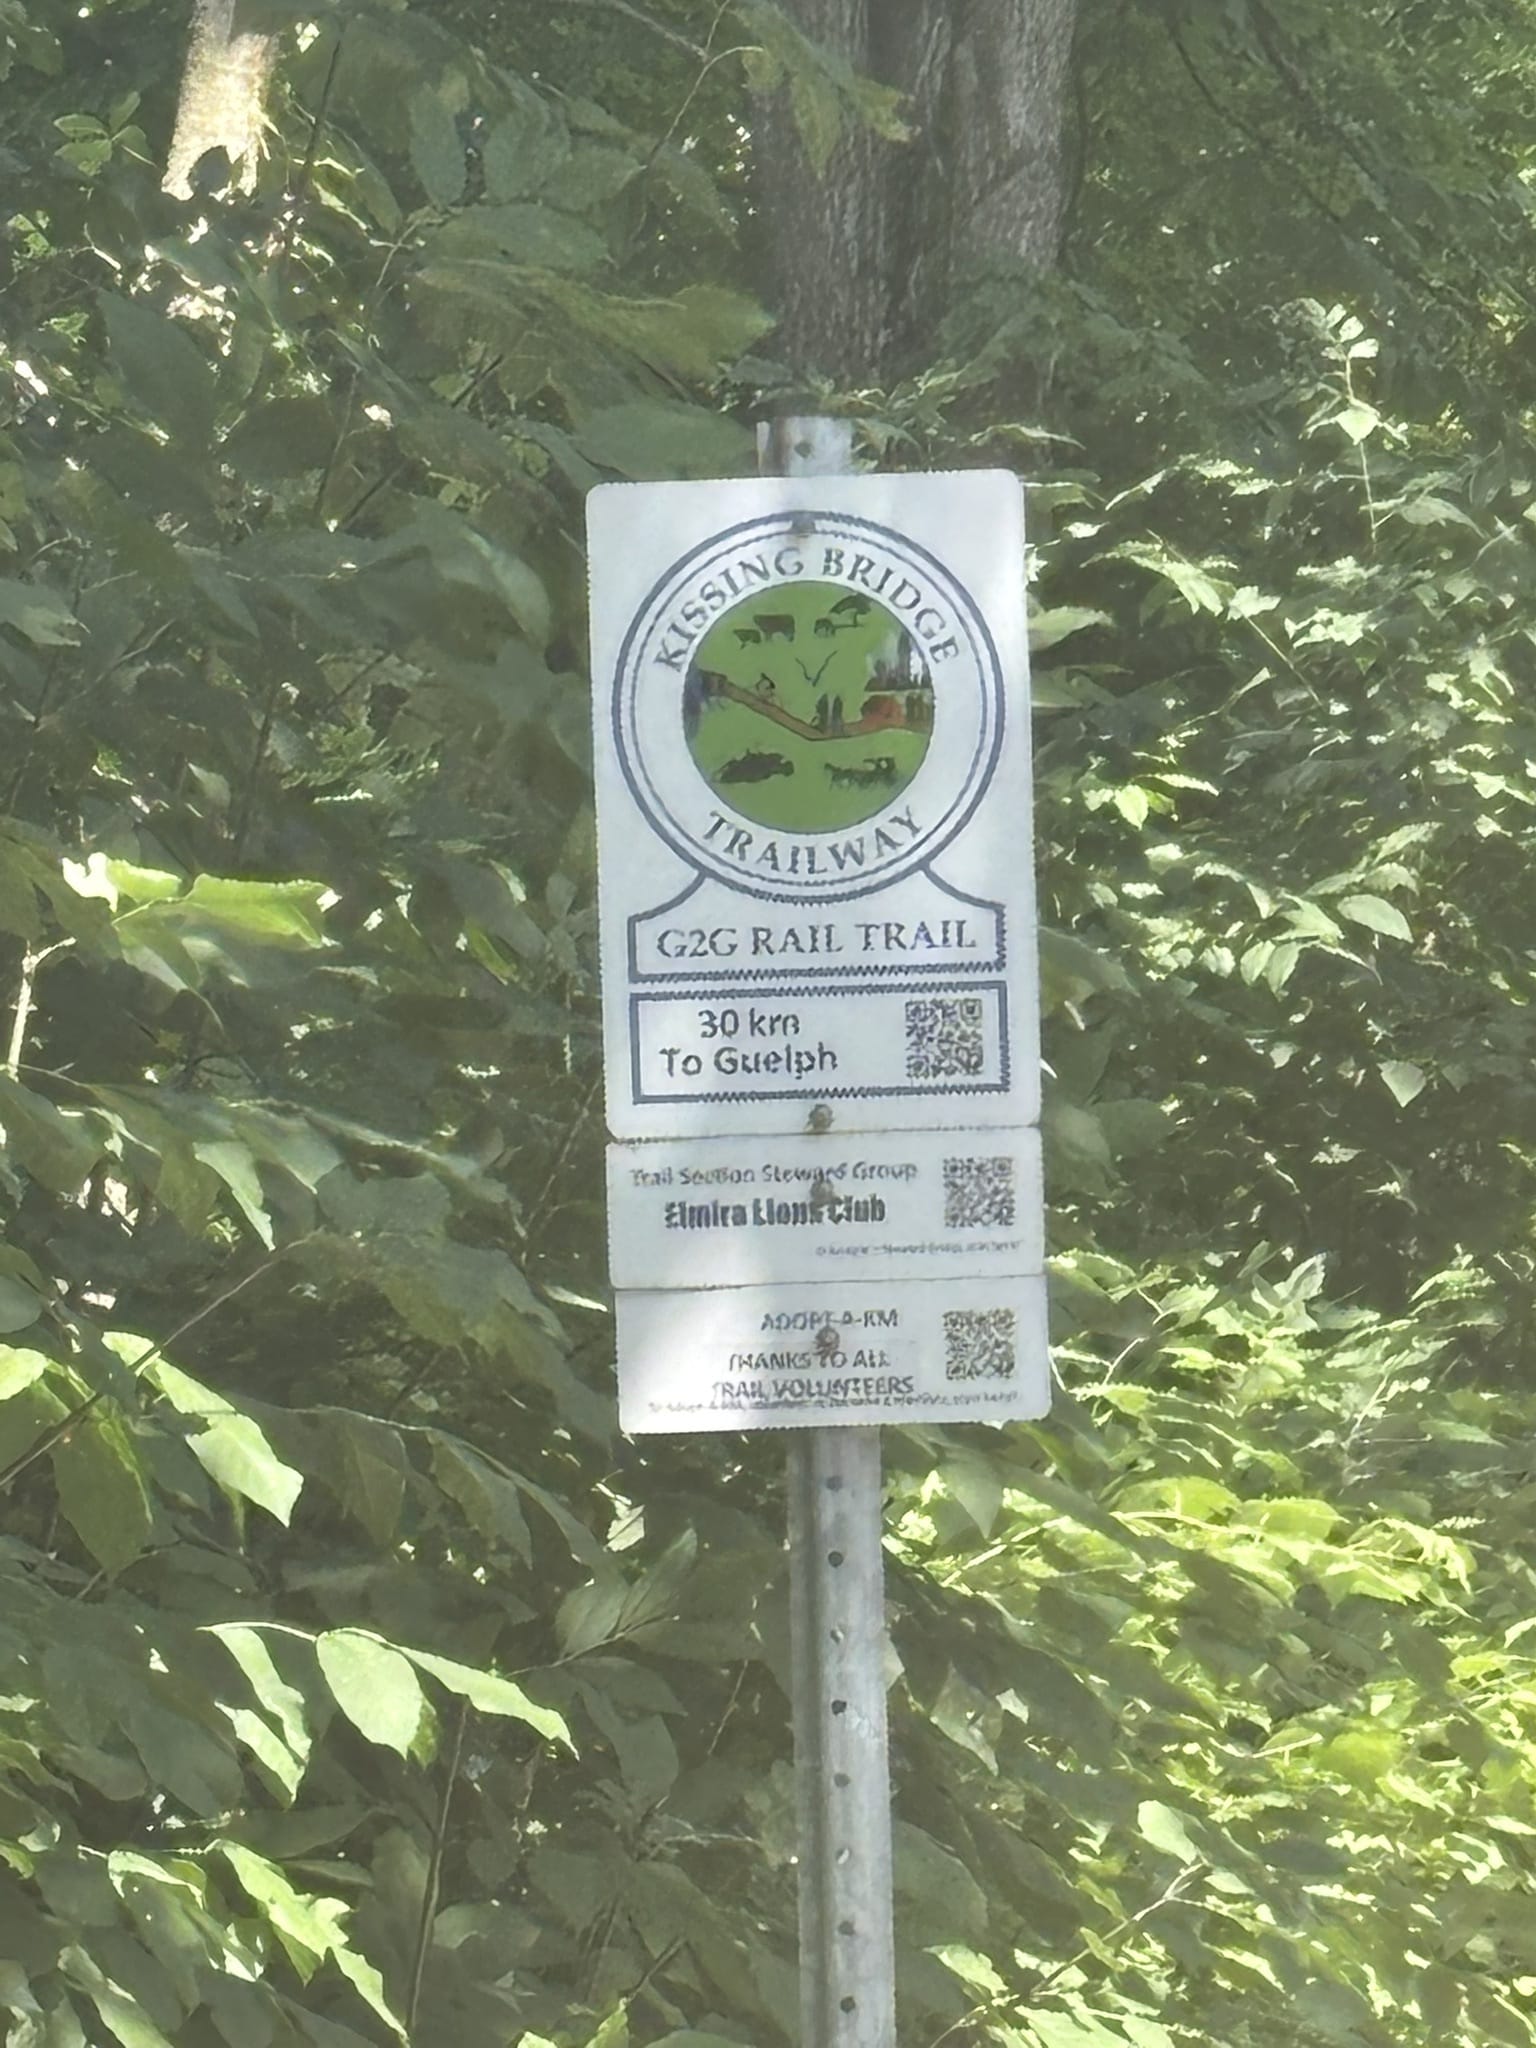 KISSING BRIDGE
TRAILWAY
G2G RAIL TRAIL
30 km
To Guelph
Trail Section Steward Group
Elmira Lions Club
ADOPT-A-KM
THANKS TO ALL
TRAIL VOLUNTEERS